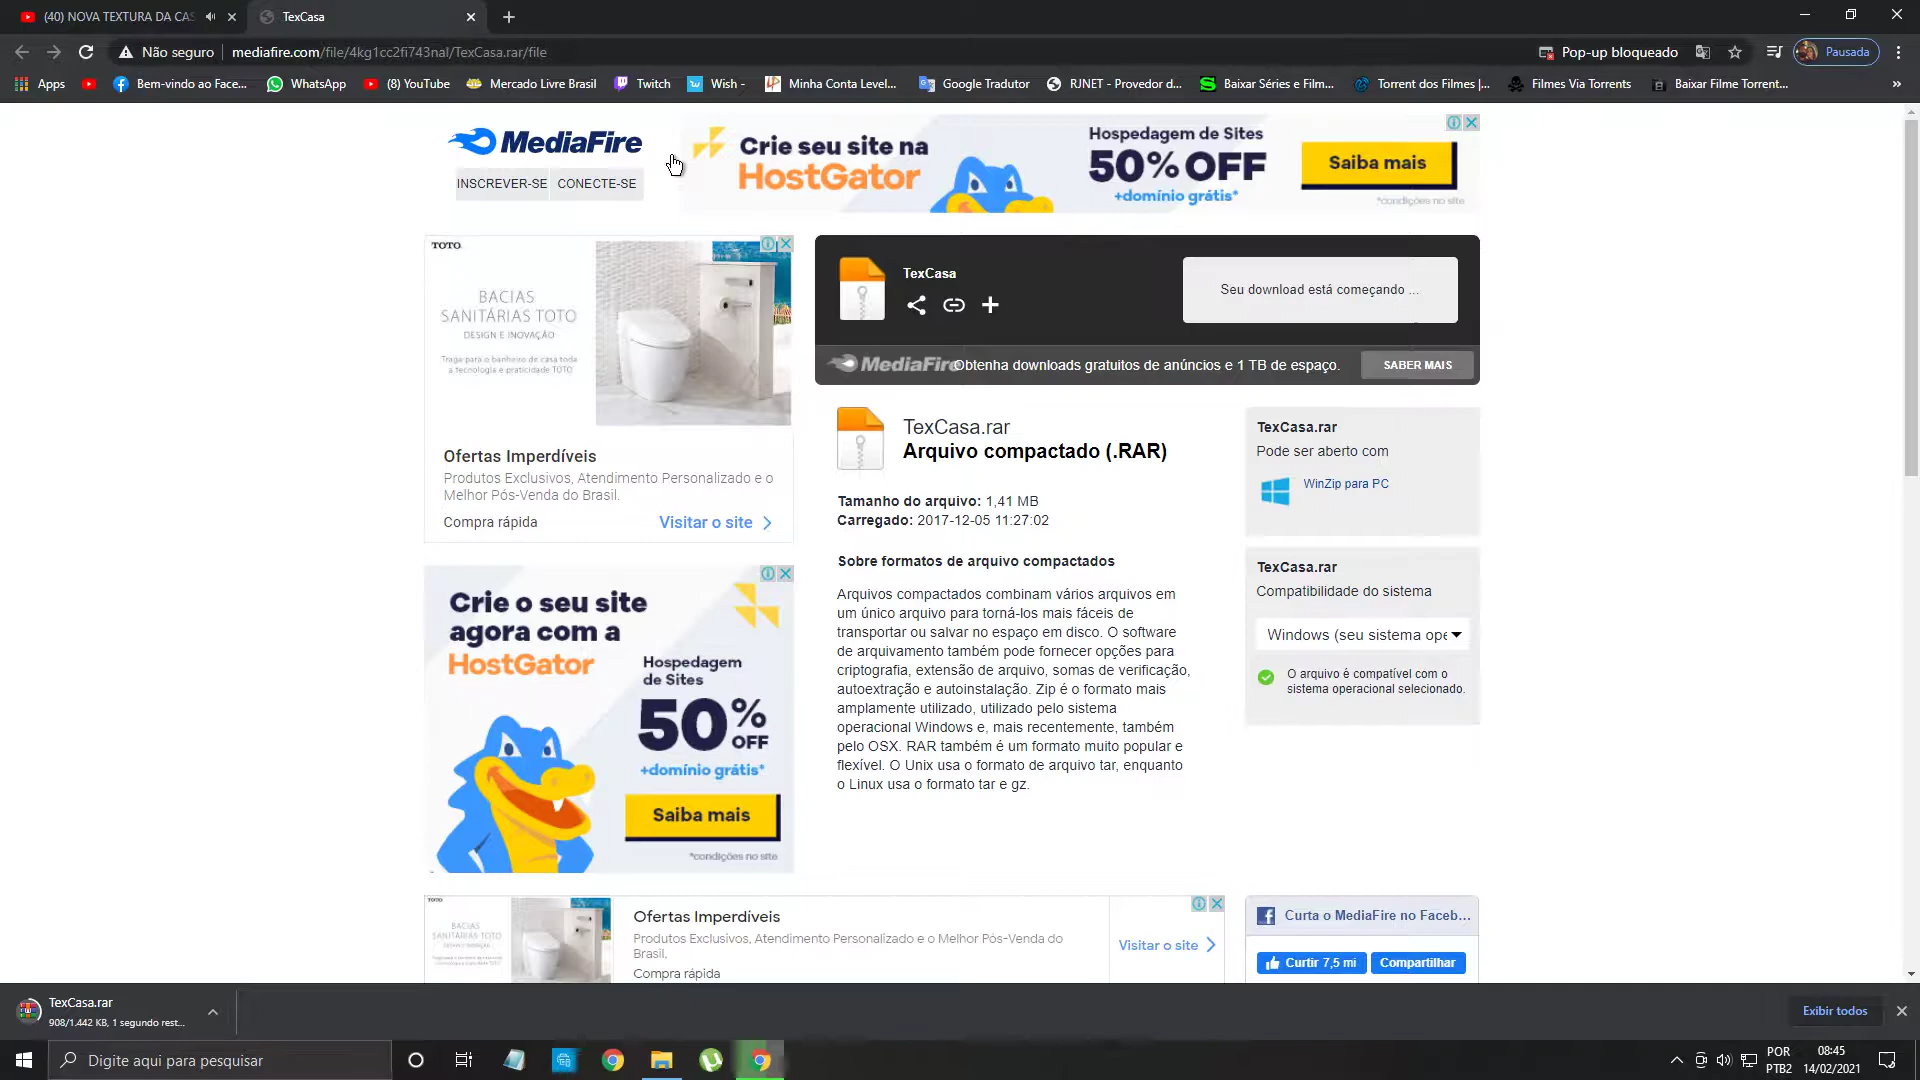 (40) NOVA TEXTURA DA CAS
TexCasa
Não seguro
mediafire.com/file/4kg1cc2fi743nal/TexCasa.rar/file
Pop-up bloqueado
Pausada
Apps
Bem-vindo ao Face...
WhatsApp
(8) YouTube
Mercado Livre Brasil
Twitch
Wish -
Minha Conta Level...
Google Tradutor
RJNET - Provedor d...
Baixar Séries e Film...
Torrent dos Filmes |...
Filmes Via Torrents
Baixar Filme Torrent...
MediaFire
INSCREVER-SE
CONECTE-SE
Crie seu site na
HostGator
Hospedagem de Sites
50% OFF
+domínio grátis*
Saiba mais
*condições no site
TOTO
BACIAS
SANITÁRIAS TOTO
DESIGN E INOVAÇÃO
Traga para o banheiro de casa toda
a tecnologia e praticidade TOTO
Ofertas Imperdíveis
Produtos Exclusivos, Atendimento Personalizado e o
Melhor Pós-Venda do Brasil.
Compra rápida
Visitar o site
TexCasa
Seu download está começando ...
MediaFire
Obtenha downloads gratuitos de anúncios e 1 TB de espaço.
SABER MAIS
TexCasa.rar
Arquivo compactado (.RAR)
Tamanho do arquivo: 1,41 MB
Carregado: 2017-12-05 11:27:02
Sobre formatos de arquivo compactados
Arquivos compactados combinam vários arquivos em
um único arquivo para torná-los mais fáceis de
transportar ou salvar no espaço em disco. O software
de arquivamento também pode fornecer opções para
criptografia, extensão de arquivo, somas de verificação,
autoextração e autoinstalação. Zip é o formato mais
amplamente utilizado, utilizado pelo sistema
operacional Windows e, mais recentemente, também
pelo OSX. RAR também é um formato muito popular e
flexível. O Unix usa o formato de arquivo tar, enquanto
o Linux usa o formato tar e gz.
TexCasa.rar
Pode ser aberto com
WinZip para PC
TexCasa.rar
Compatibilidade do sistema
Windows (seu sistema ope
O arquivo é compatível com o
sistema operacional selecionado.
Crie o seu site
agora com a
HostGator
Hospedagem
de Sites
50% OFF
+domínio grátis*
Saiba mais
*condições no site
TOTO
BACIAS
SANITÁRIAS TOTO
DESIGN E INOVAÇÃO
Ofertas Imperdíveis
Produtos Exclusivos, Atendimento Personalizado e o Melhor Pós-Venda do
Brasil.
Compra rápida
Visitar o site
Curta o MediaFire no Faceb...
Curtir 7,5 mi
Compartilhar
TexCasa.rar
908/1.442 KB, 1 segundo rest...
Exibir todos
Digite aqui para pesquisar
POR
PTB2
08:45
14/02/2021